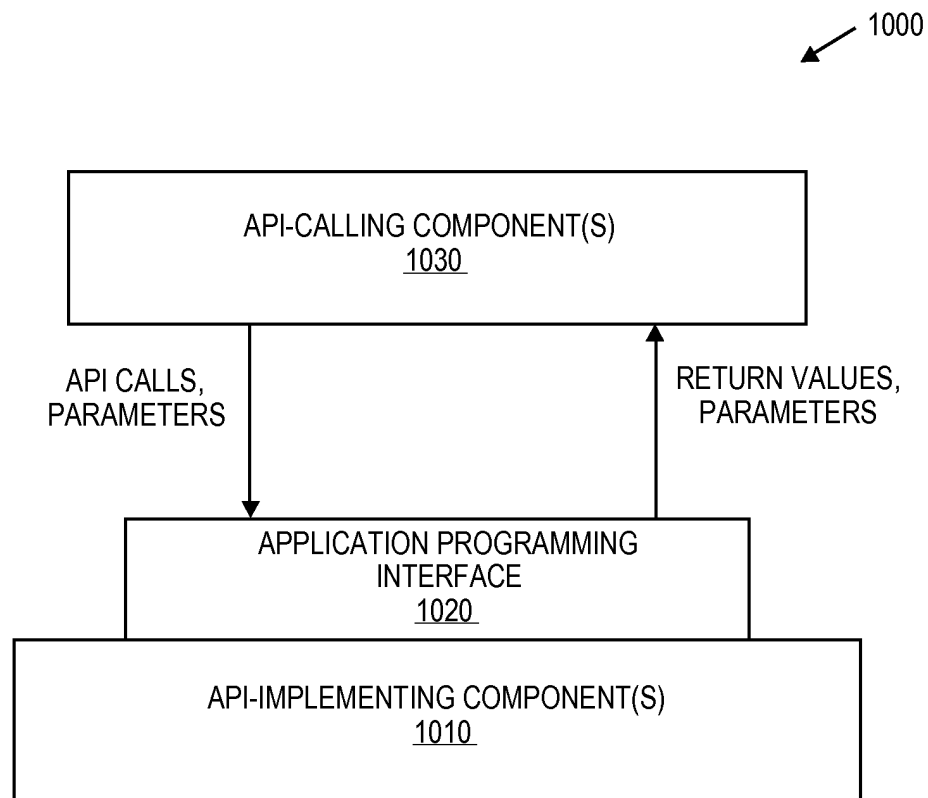 1000
API-CALLING COMPONENT(S)
1030
API CALLS,
PARAMETERS
RETURN VALUES,
PARAMETERS
APPLICATION PROGRAMMING
INTERFACE
1020
API-IMPLEMENTING COMPONENT(S)
1010